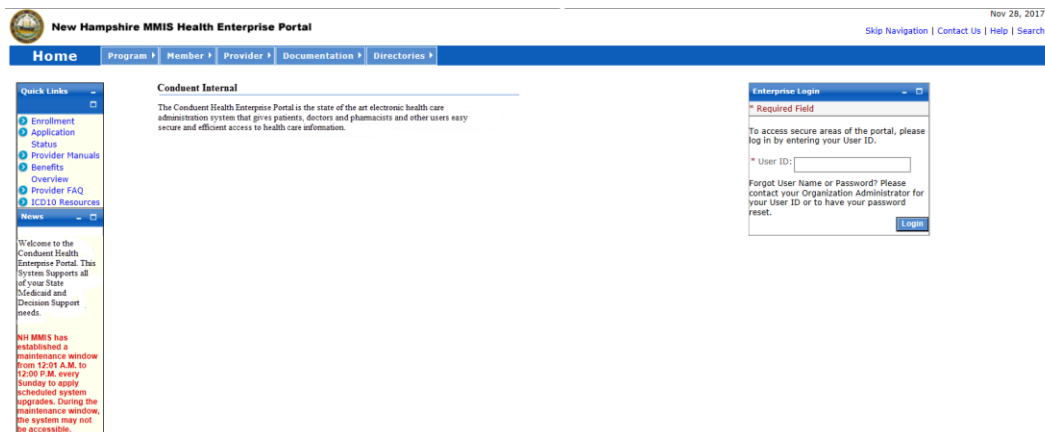 Nov 28, 2017
New Hampshire MMIS Health Enterprise Portal
Skip Navigation | Contact Us | Help | Search
Home
Program
Member
Provider
Documentation
Directories
Quick Links
Enrollment
Application
Status
Provider Manuals
Benefits
Overview
Provider FAQ
ICD10 Resources
News
Welcome to the
Conduent Health
Enterprise Portal. This
System Supports all
of your State
Medicaid and
Decision Support
needs.
NH MMIS has
established a
maintenance window
from 12:01 A.M. to
12:00 P.M. every
Sunday to apply
scheduled system
upgrades. During the
maintenance window,
the system may not
be accessible.
Conduent Internal
The Conduent Health Enterprise Portal is the state of the art electronic health care
administration system that gives patients, doctors and pharmacists and other users easy
secure and efficient access to health care information.
Enterprise Login
* Required Field
To access secure areas of the portal, please
log in by entering your User ID.
* User ID:
Forgot User Name or Password? Please
contact your Organization Administrator for
your User ID or to have your password
reset.
Login